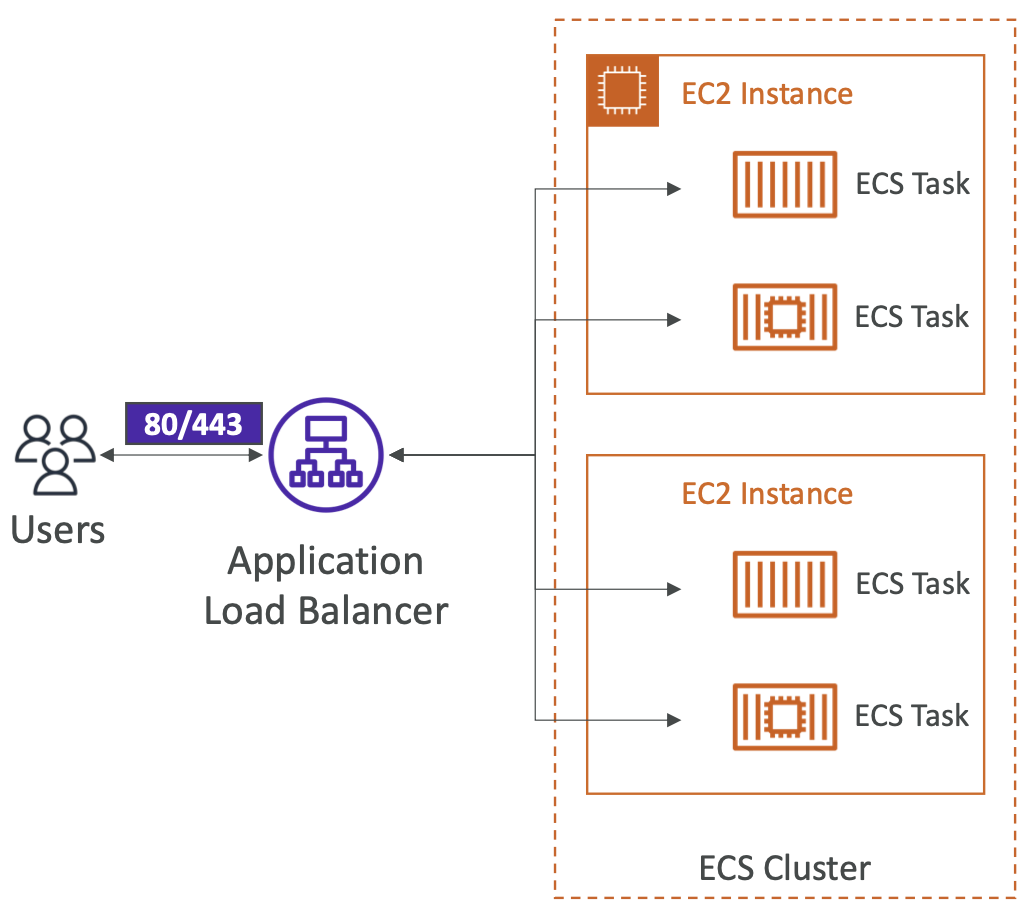 EC2 Instance
ECS Task
ECS Task
80/443
Users
Application
Load Balancer
EC2 Instance
ECS Task
ECS Task
ECS Cluster